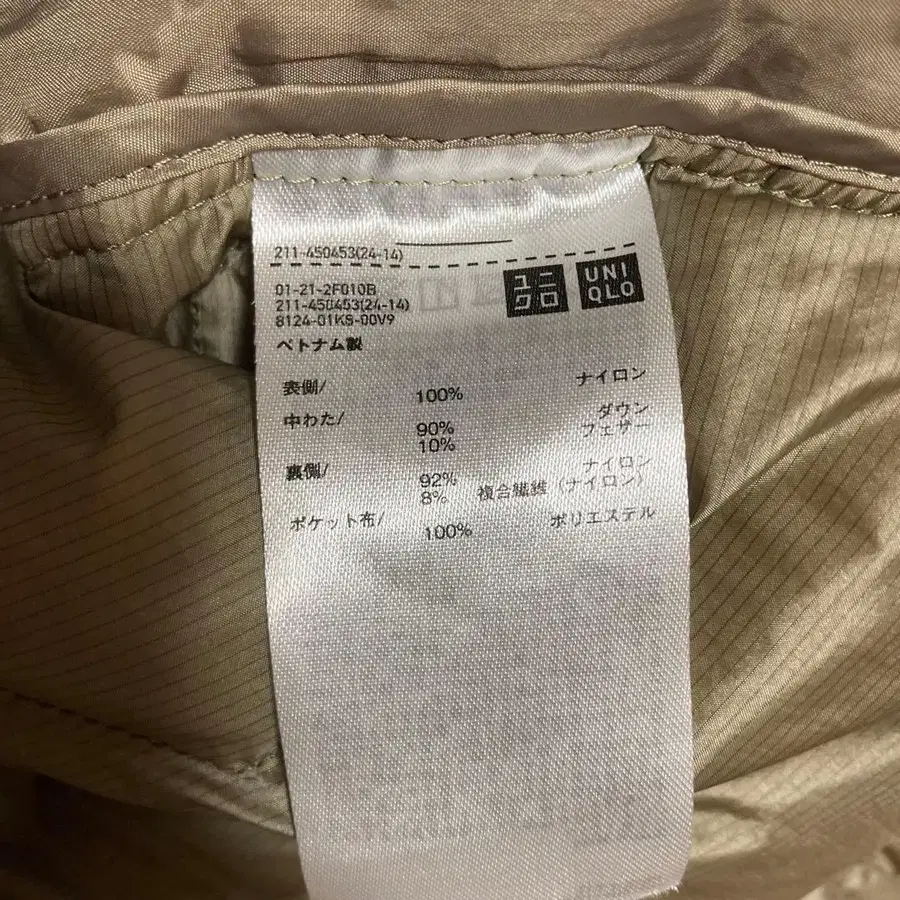 211-450453(24-14)
01-21-2F010B
211-450453(24-14)
8124-01KS-00V9
ユニクロ
UNIQLO
ベトナム製
表側/ 100% ナイロン
中わた/ 90% ダウン
10% フェザー
裏側/ 92% ナイロン
8% 複合繊維(ナイロン)
ポケット布/ 100% ポリエステル